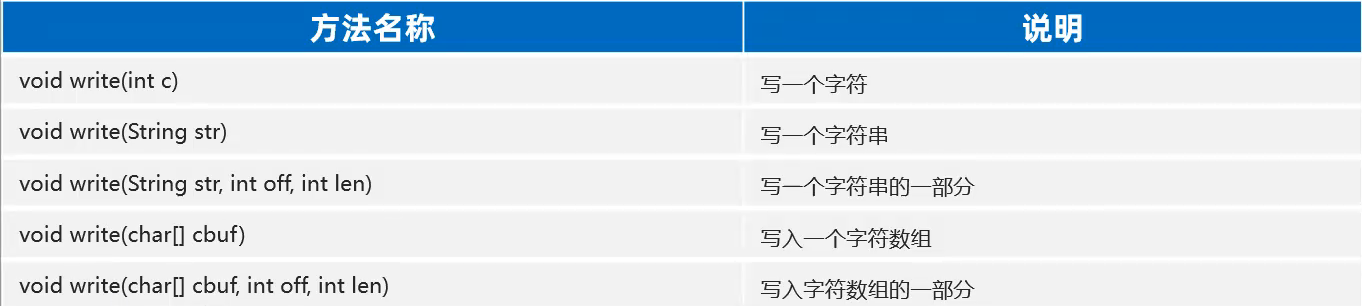 方法名称 说明
void write(int c) 写一个字符
void write(String str) 写一个字符串
void write(String str, int off, int len) 写一个字符串的一部分
void write(char[] cbuf) 写入一个字符数组
void write(char[] cbuf, int off, int len) 写入字符数组的一部分